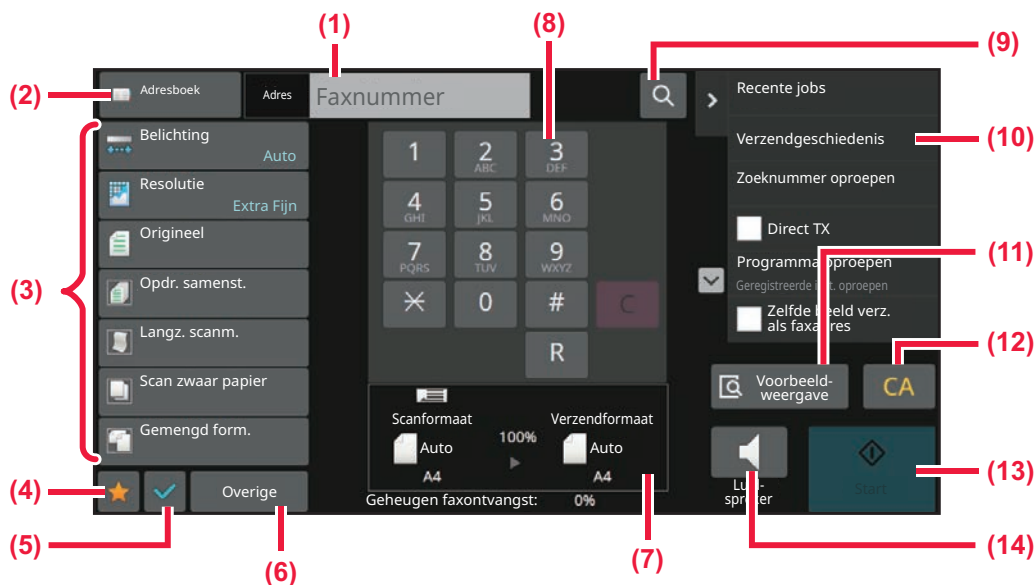 (1)
(8)
(9)
(2)
Adresboek
Adres
Faxnummer
Recente jobs
(3)
Belichting
Auto
Resolutie
Extra Fijn
Origineel
Opdr. samenst.
Langz. scanm.
Scan zwaar papier
Gemengd form.
1
2
ABC
3
DEF
4
GHI
5
JKL
6
MNO
7
PQRS
8
TUV
9
WXYZ
0
#
C
R
Verzendgeschiedenis
(10)
Zoeknummer oproepen
Direct TX
(11)
Programma oproepen
Geregistreerde oproepen
Zelfde beeld verz.
als faxadres
(12)
Voorbeeld-
weergave
CA
Scanformaat
Verzendformaat
Auto
100%
Auto
A4
A4
(13)
Start
(4)
Overige
Geheugen faxontvangst:
0%
Luid-
spreker
(5)
(6)
(7)
(14)